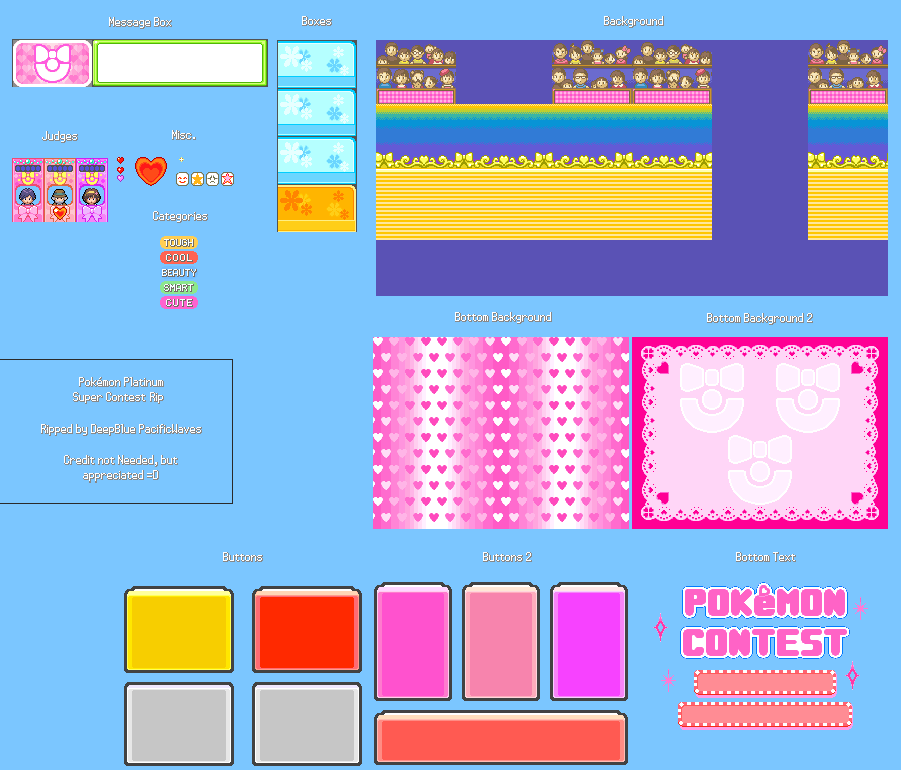 Message Box
Boxes
Background
Judges
Misc.
Categories
TOUGH
COOL
BEAUTY
SMART
CUTE
Bottom Background
Bottom Background 2
Pokémon Platinum
Super Contest Rip
Ripped by DeepBlue PacificWaves
Credit not Needed, but
appreciated =D
Buttons
Buttons 2
Bottom Text
POKéMON
CONTEST